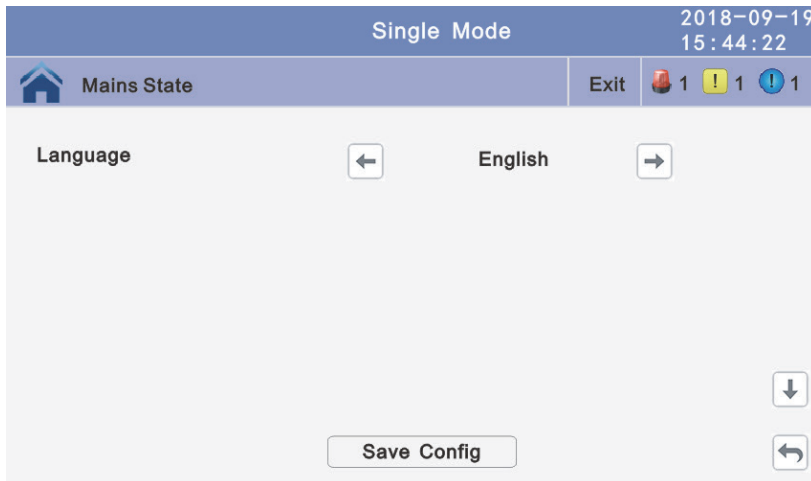 Single Mode
2018-09-19
15:44:22
Mains State
Exit
1
! 1
! 1
Language
English
Save Config